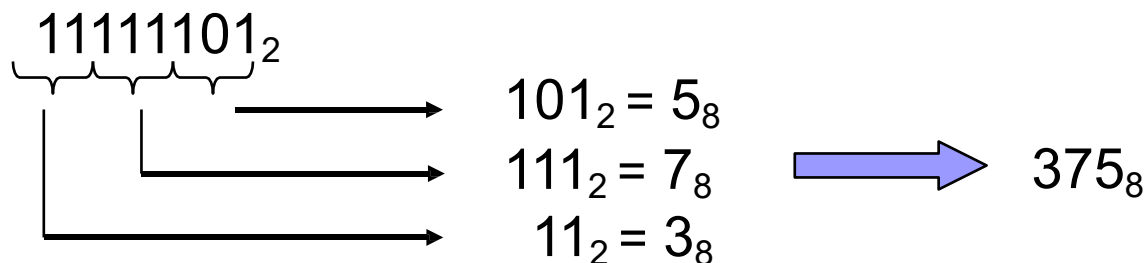 11111101₂
101₂ = 5₈
111₂ = 7₈
11₂ = 3₈
375₈